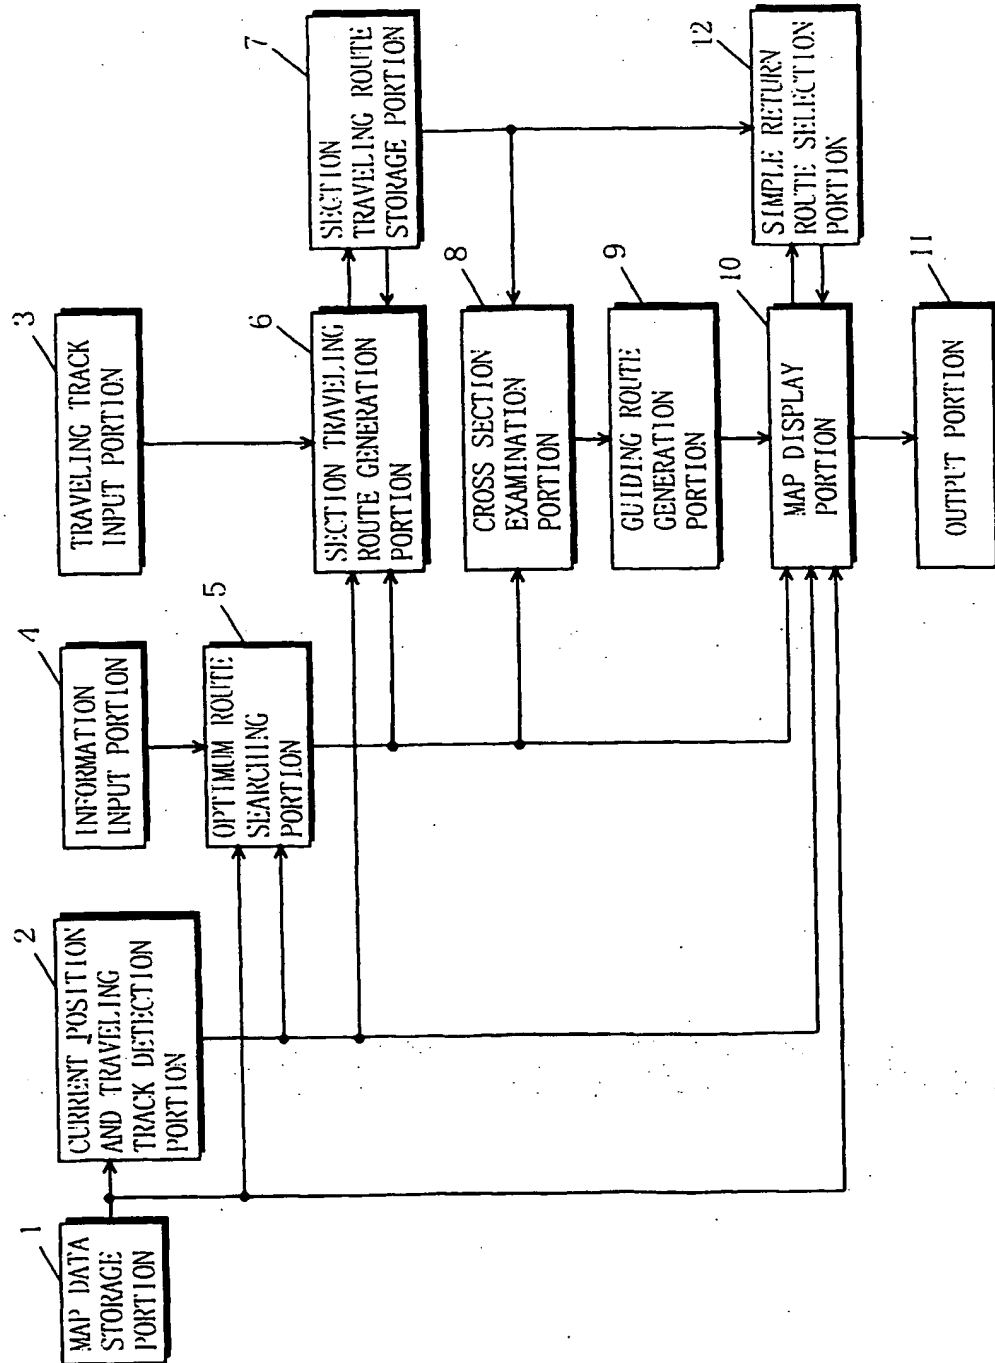 1
MAP DATA
STORAGE
PORTION
2
CURRENT POSITION
AND TRAVELING
TRACK DETECTION
PORTION
4
INFORMATION
INPUT PORTION
3
TRAVELING TRACK
INPUT PORTION
5
OPTIMUM ROUTE
SEARCHING
PORTION
6
SECTION TRAVELING
ROUTE GENERATION
PORTION
7
SECTION
TRAVELING ROUTE
STORAGE PORTION
8
CROSS SECTION
EXAMINATION
PORTION
9
GUIDING ROUTE
GENERATION
PORTION
10
MAP DISPLAY
PORTION
12
SIMPLE RETURN
ROUTE SELECTION
PORTION
11
OUTPUT PORTION